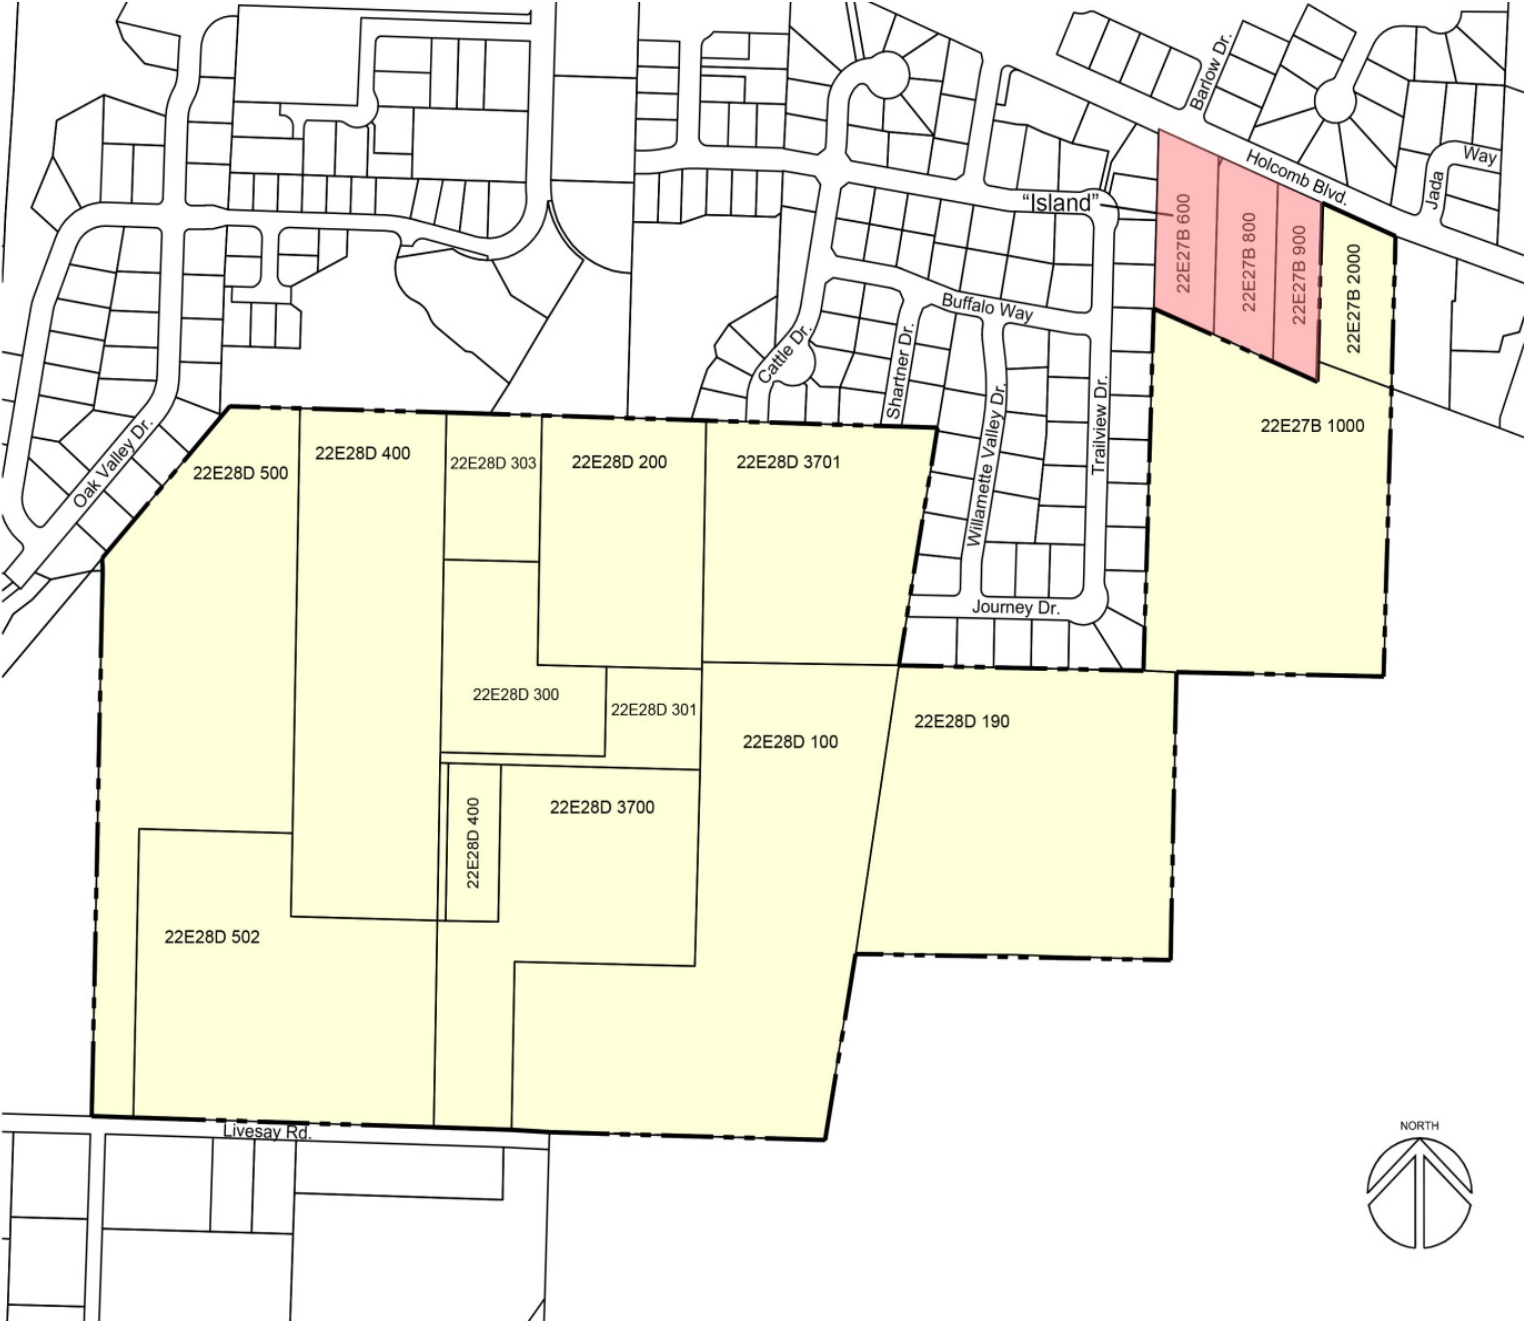 Barlow Dr.
Holcomb Blvd.
Way
Jada
“Island”
22E27B 600
22E27B 800
22E27B 900
22E27B 2000
Buffalo Way
Cattle Dr.
Shartner Dr.
Willamette Valley Dr.
Trailview Dr.
22E27B 1000
Oak Valley Dr.
22E28D 500
22E28D 400
22E28D 303
22E28D 200
22E28D 3701
Journey Dr.
22E28D 300
22E28D 301
22E28D 100
22E28D 190
22E28D 400
22E28D 3700
22E28D 502
Livesay Rd.
NORTH